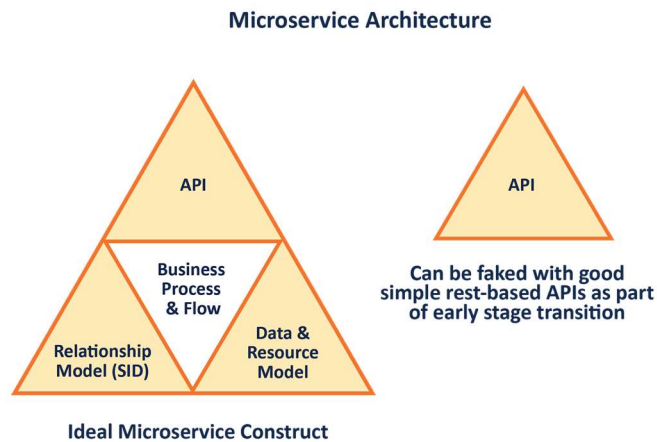 Microservice Architecture
API
Business
Process
& Flow
Relationship
Model (SID)
Data &
Resource
Model
Ideal Microservice Construct
API
Can be faked with good
simple rest-based APIs as part
of early stage transition